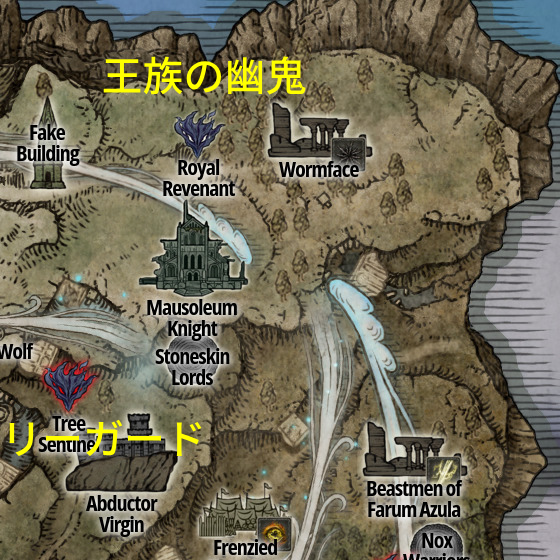 王族の幽鬼
Fake
Building
Royal
Revenant
Wormface
Mausoleum
Knight
Stoneskin
Lords
Wolf
Tree
Sentinel
リーガード
Abductor
Virgin
Beastmen of
Farum Azula
Nox
Warriors
Frenzied